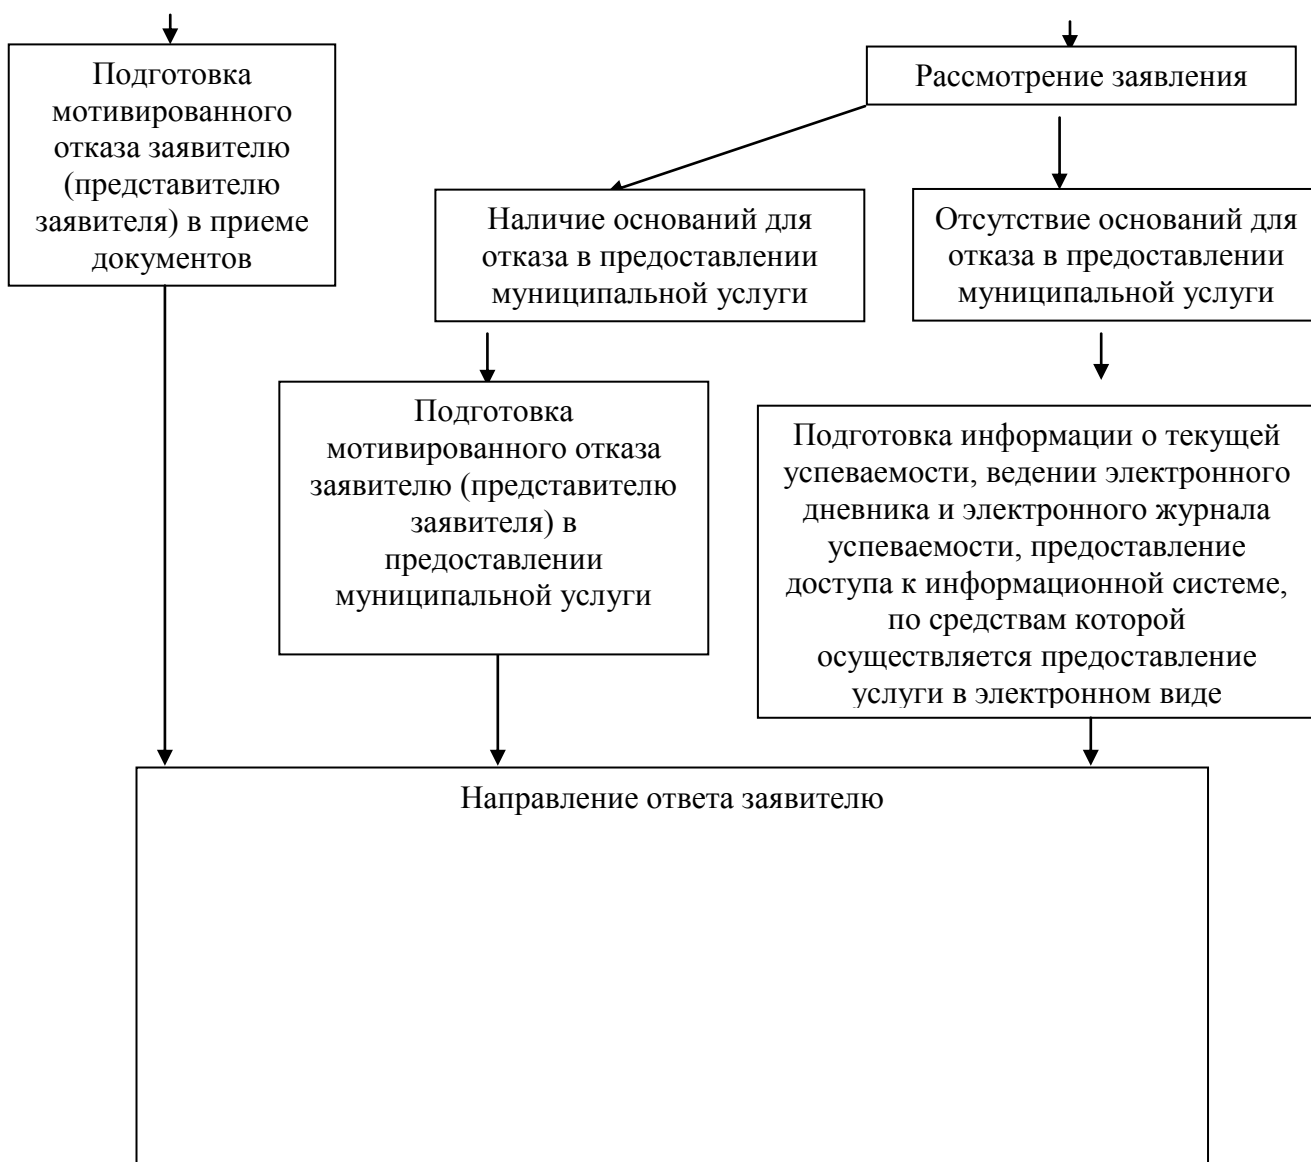 Подготовка
мотивированного
отказа заявителю
(представителю
заявителя) в приеме
документов
Рассмотрение заявления
Наличие оснований для
отказа в предоставлении
муниципальной услуги
Отсутствие оснований для
отказа в предоставлении
муниципальной услуги
Подготовка
мотивированного отказа
заявителю (представителю
заявителя) в
предоставлении
муниципальной услуги
Подготовка информации о текущей
успеваемости, ведении электронного
дневника и электронного журнала
успеваемости, предоставление
доступа к информационной системе,
по средствам которой
осуществляется предоставление
услуги в электронном виде
Направление ответа заявителю